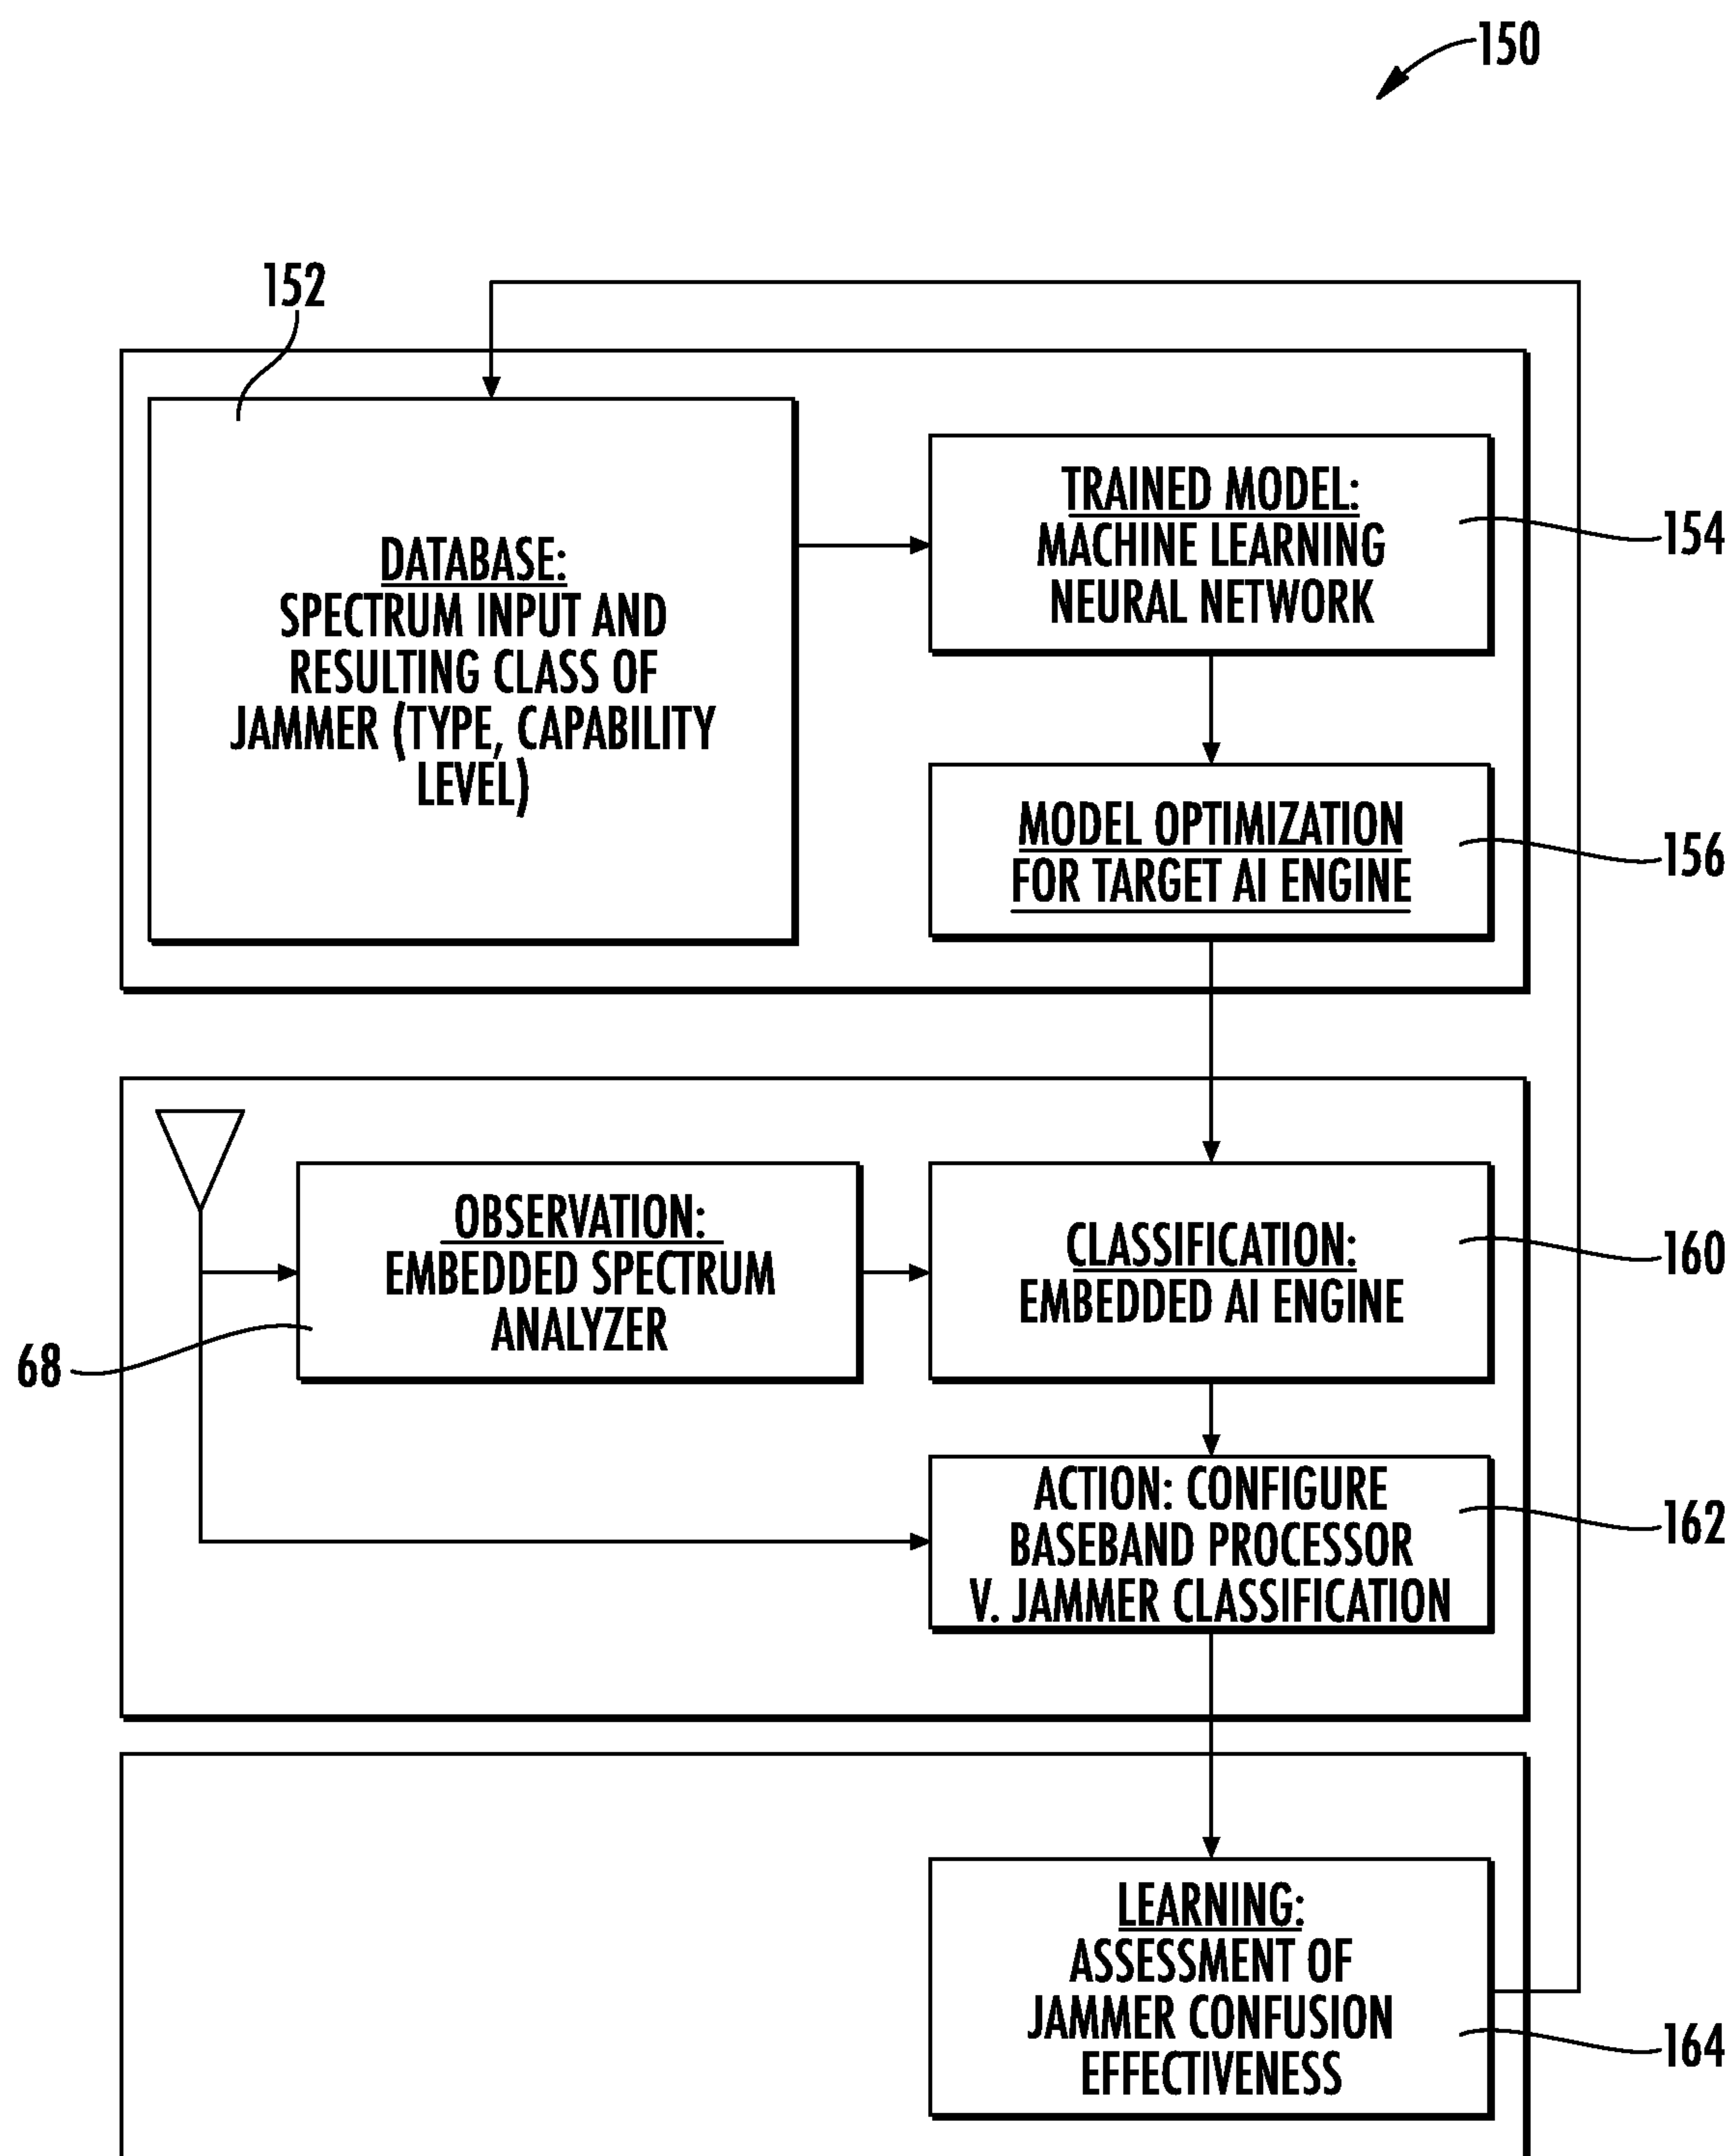 150
152
DATABASE:
SPECTRUM INPUT AND
RESULTING CLASS OF
JAMMER (TYPE, CAPABILITY
LEVEL)
TRAINED MODEL:
MACHINE LEARNING
NEURAL NETWORK
154
MODEL OPTIMIZATION
FOR TARGET AI ENGINE
156
OBSERVATION:
EMBEDDED SPECTRUM
ANALYZER
68
CLASSIFICATION:
EMBEDDED AI ENGINE
160
ACTION: CONFIGURE
BASEBAND PROCESSOR
V. JAMMER CLASSIFICATION
162
LEARNING:
ASSESSMENT OF
JAMMER CONFUSION
EFFECTIVENESS
164